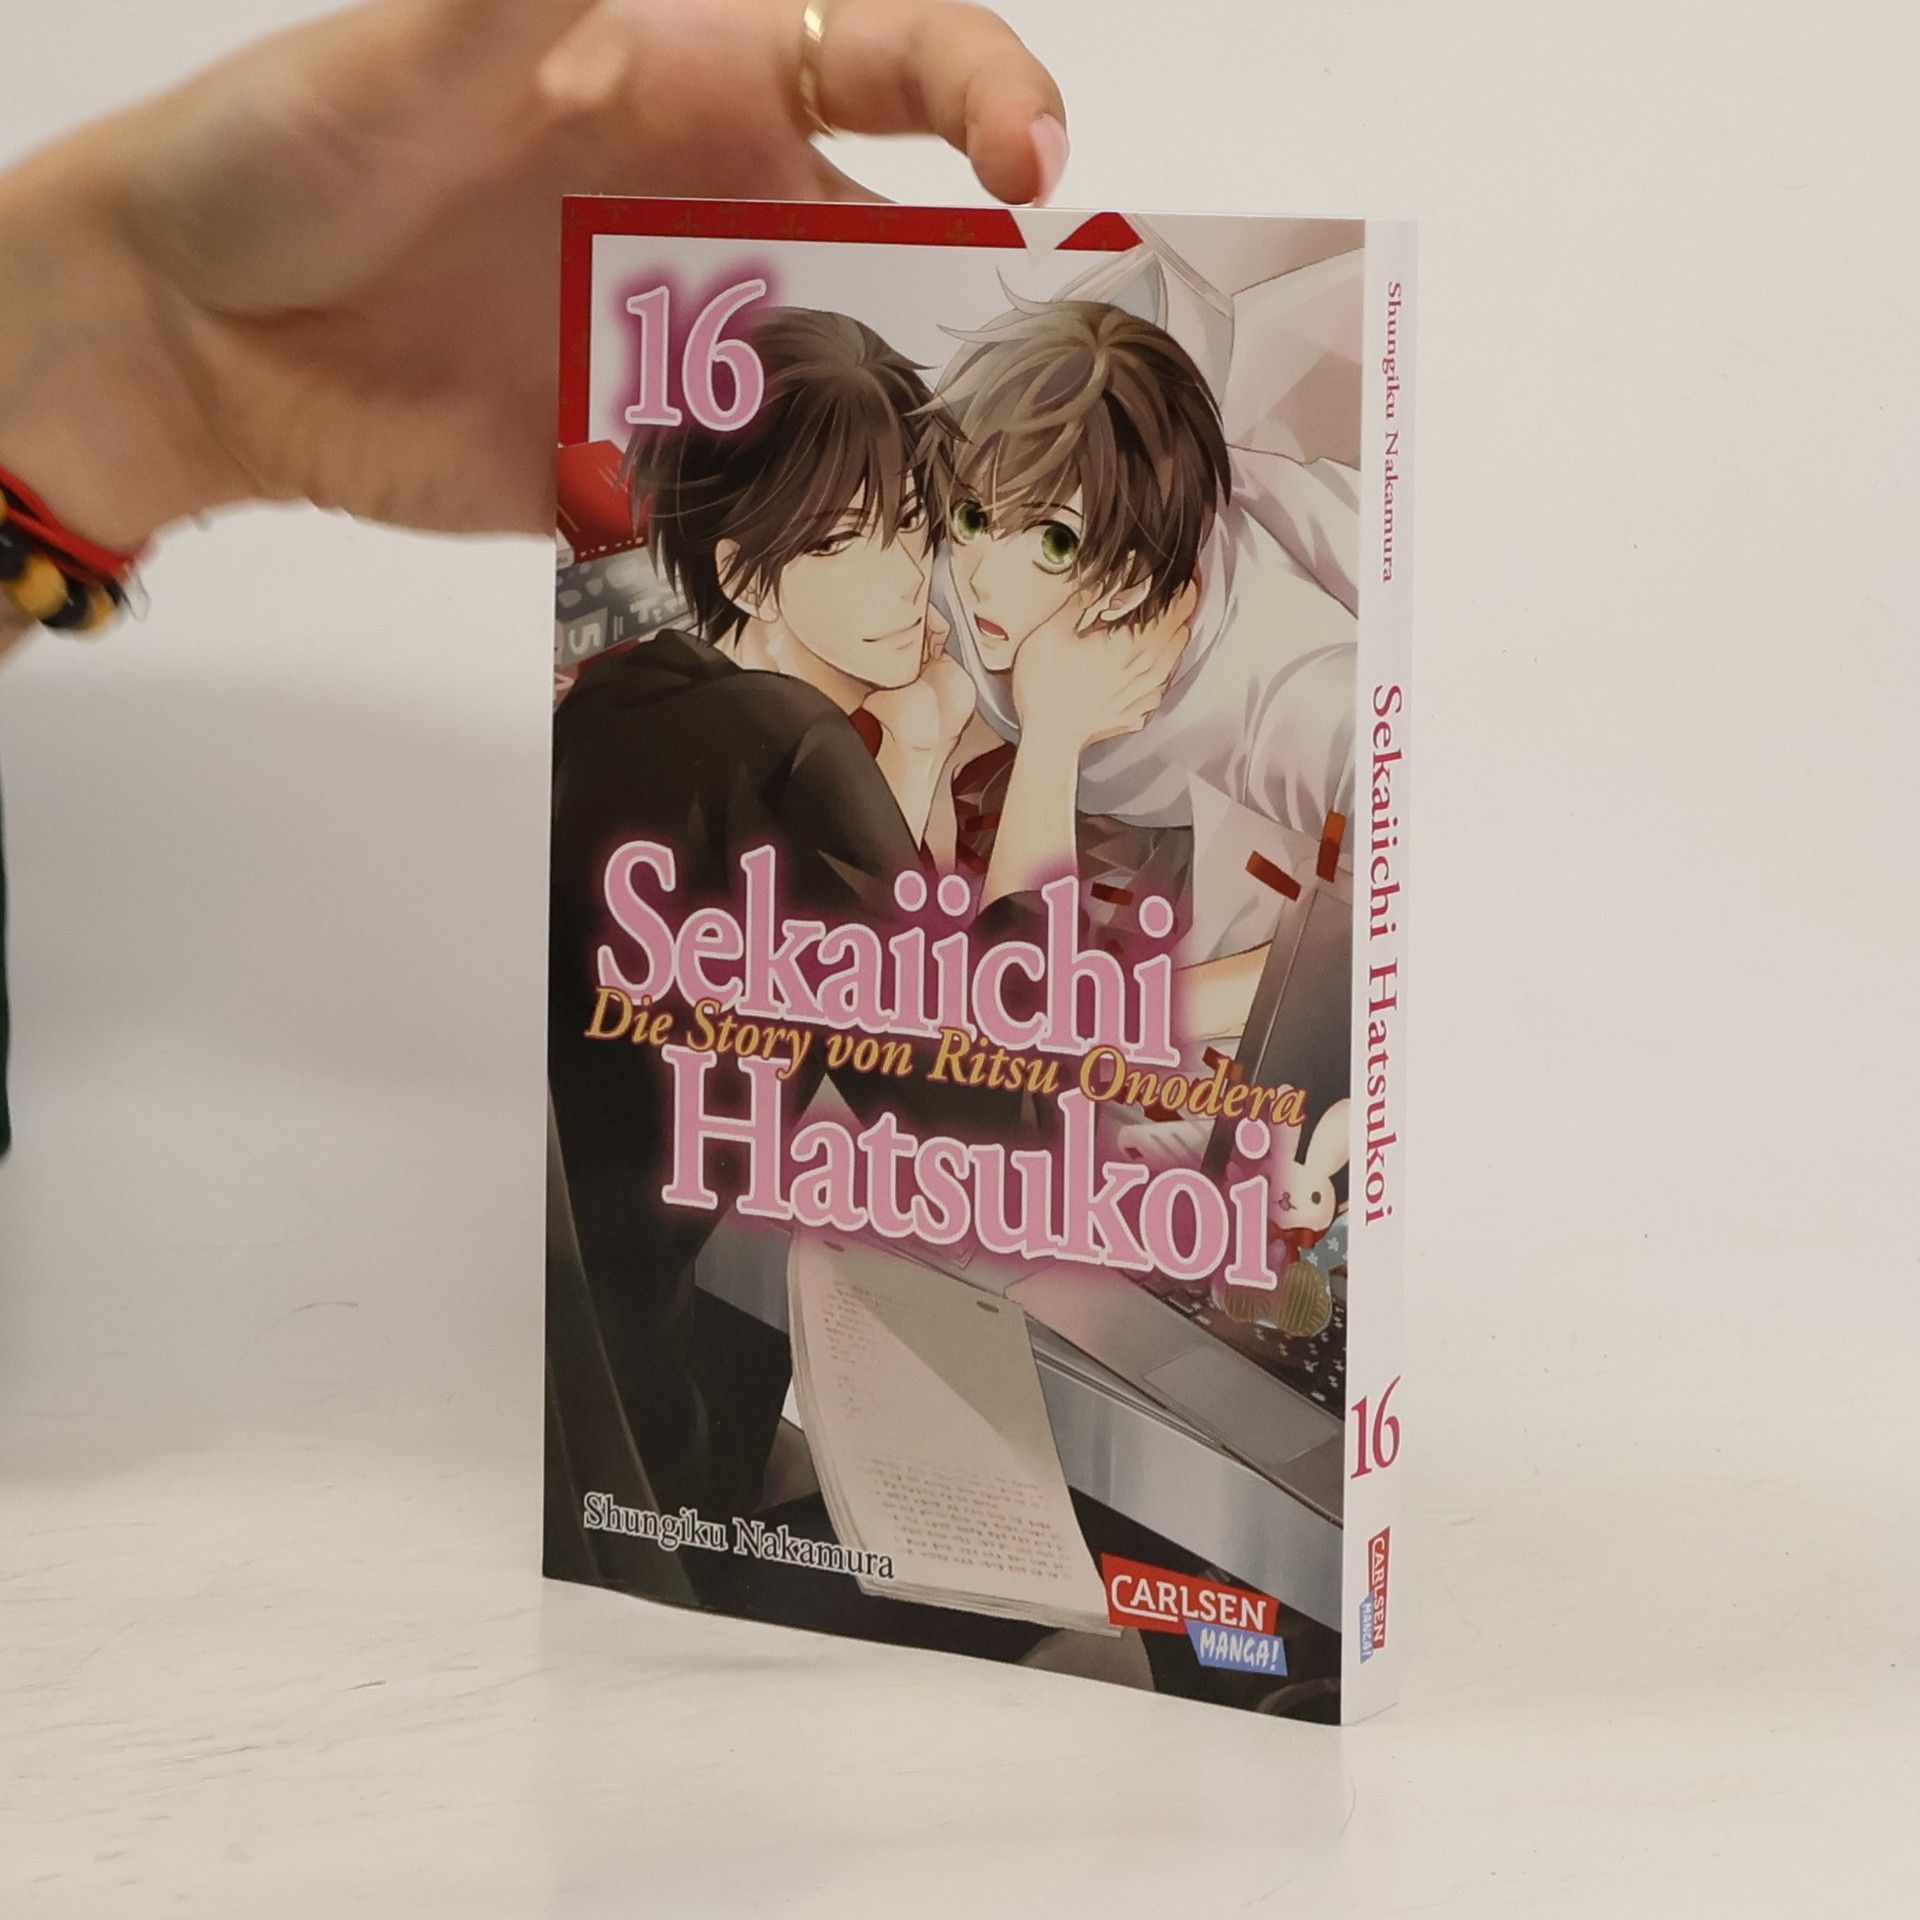 16
Sekaiichi
Die Story von Ritsu Onodera
Hatsukoi
Shungiku Nakamura
CARLSEN
MANGA!
Shungiku Nakamura
Sekaiichi Hatsukoi
16
CARLSEN
MANGA!